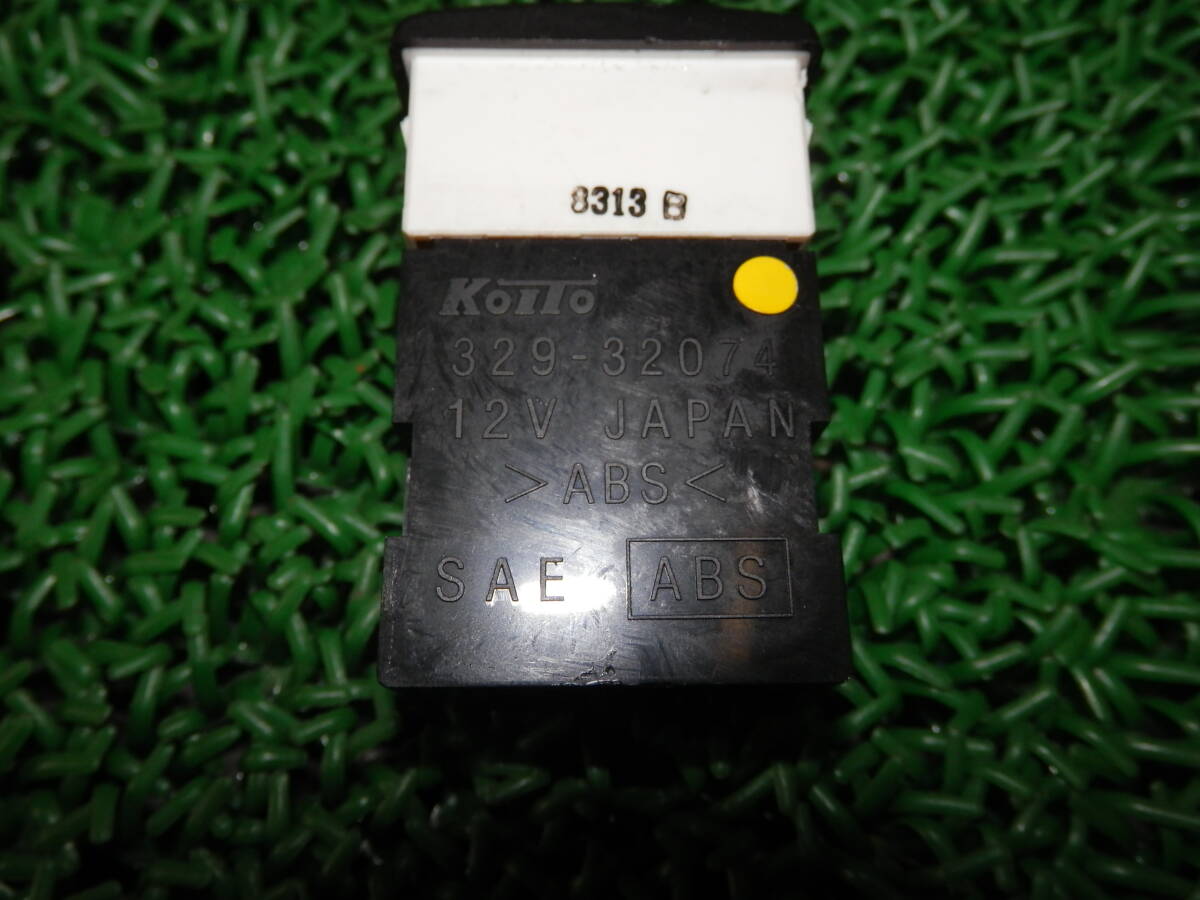 8313 B
KoITo
329-32074
12V JAPAN
>ABS<
SAE ABS